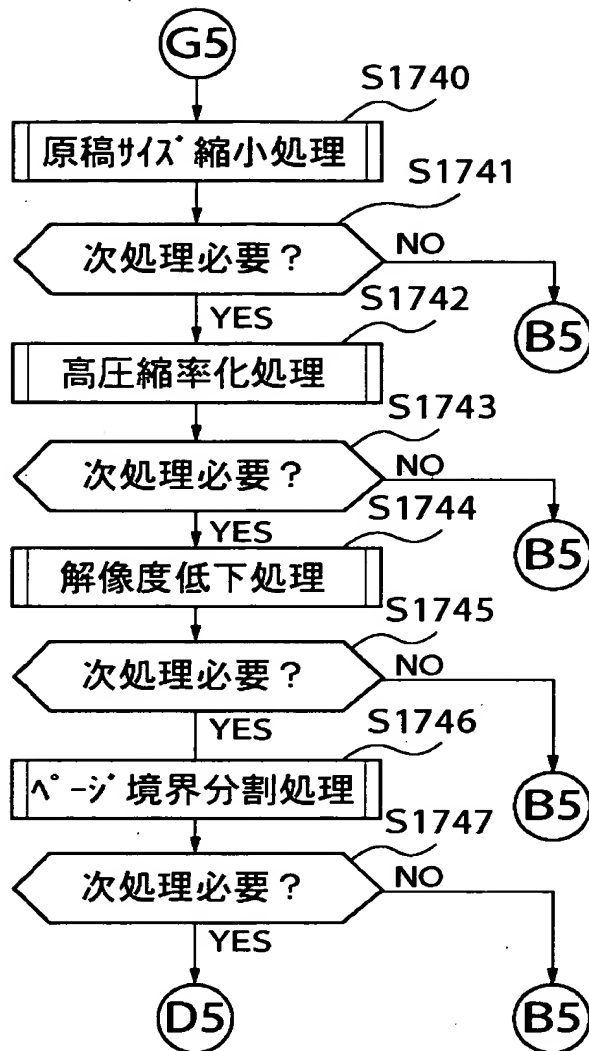 G5
S1740
原稿ｻｲｽﾞ縮小処理
S1741
次処理必要？
NO
YES
B5
S1742
高圧縮率化処理
S1743
次処理必要？
NO
YES
B5
S1744
解像度低下処理
S1745
次処理必要？
NO
YES
B5
S1746
ﾍﾟｰｼﾞ境界分割処理
S1747
次処理必要？
NO
YES
D5
B5